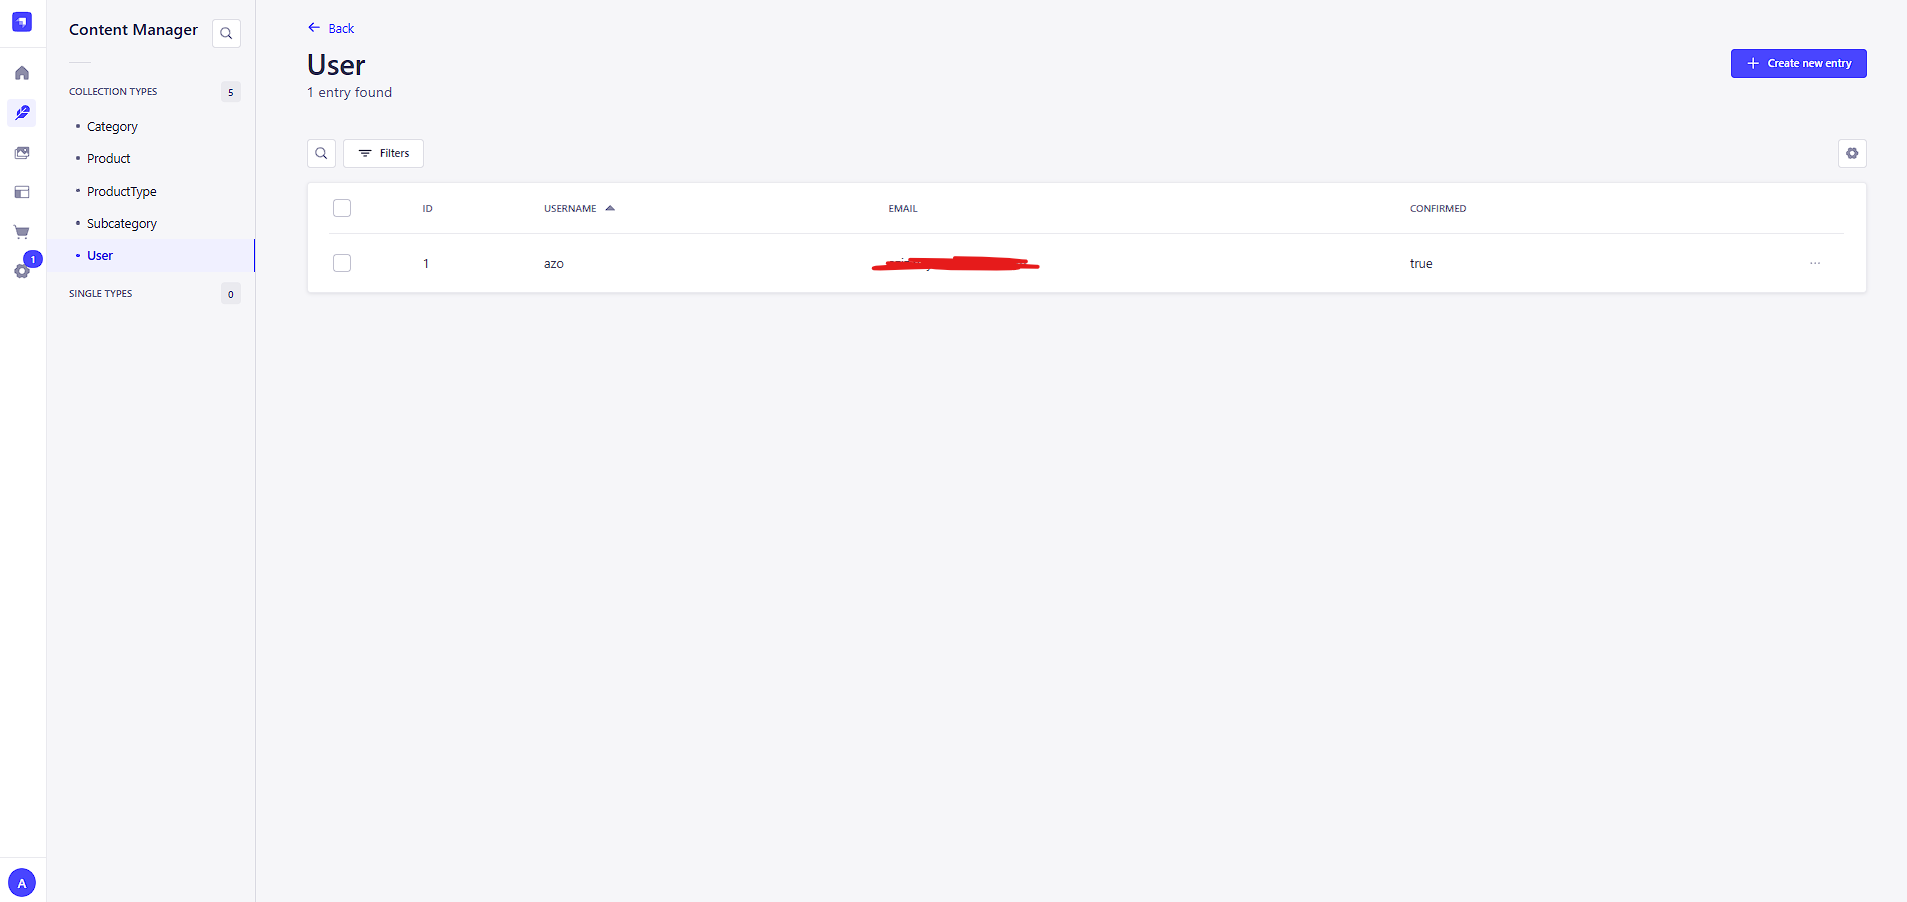 Content Manager
COLLECTION TYPES 5
Category
Product
ProductType
Subcategory
User
SINGLE TYPES 0
1
A
Back
User
1 entry found
Create new entry
Filters
ID USERNAME EMAIL CONFIRMED
1 azo true